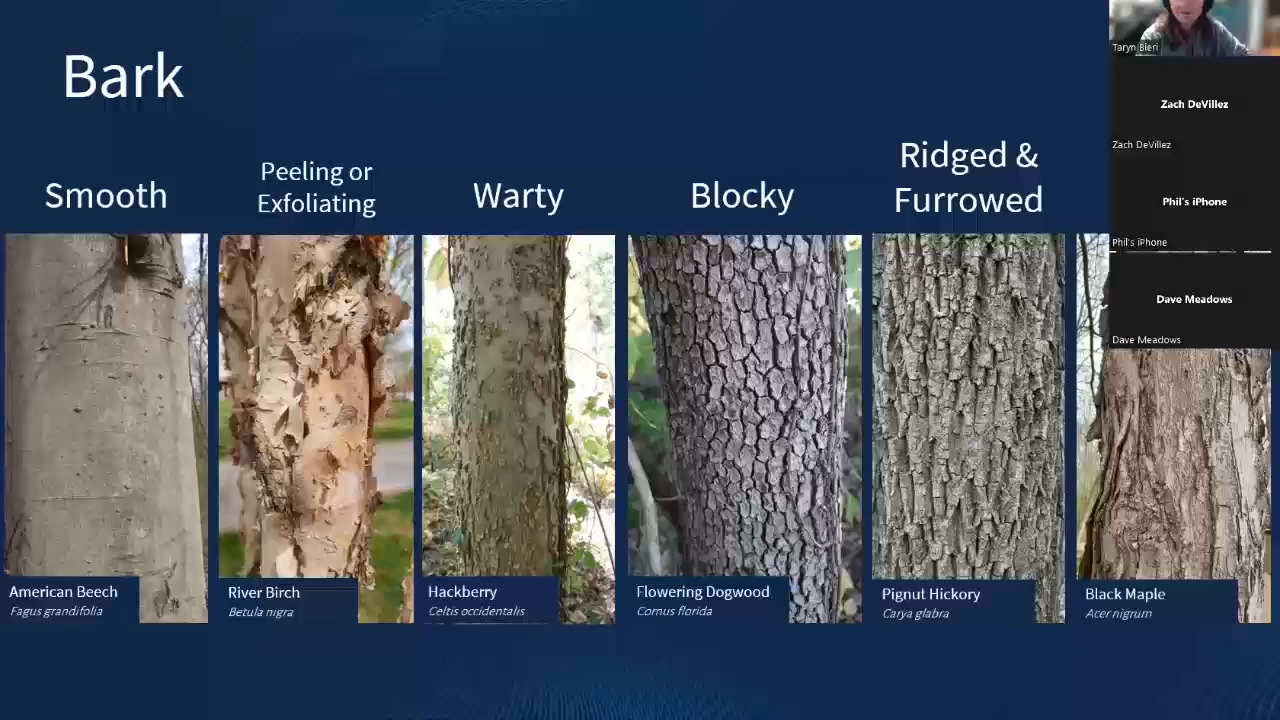 Bark
Smooth
Peeling or
Exfoliating
Warty
Blocky
Ridged &
Furrowed
American Beech
Fagus grandifolia
River Birch
Betula nigra
Hackberry
Celtis occidentalis
Flowering Dogwood
Cornus florida
Pignut Hickory
Carya glabra
Black Maple
Acer nigrum
Taryn Bieri
Zach DeVillez
Zach DeVillez
Phil's iPhone
Phil's iPhone
Dave Meadows
Dave Meadows